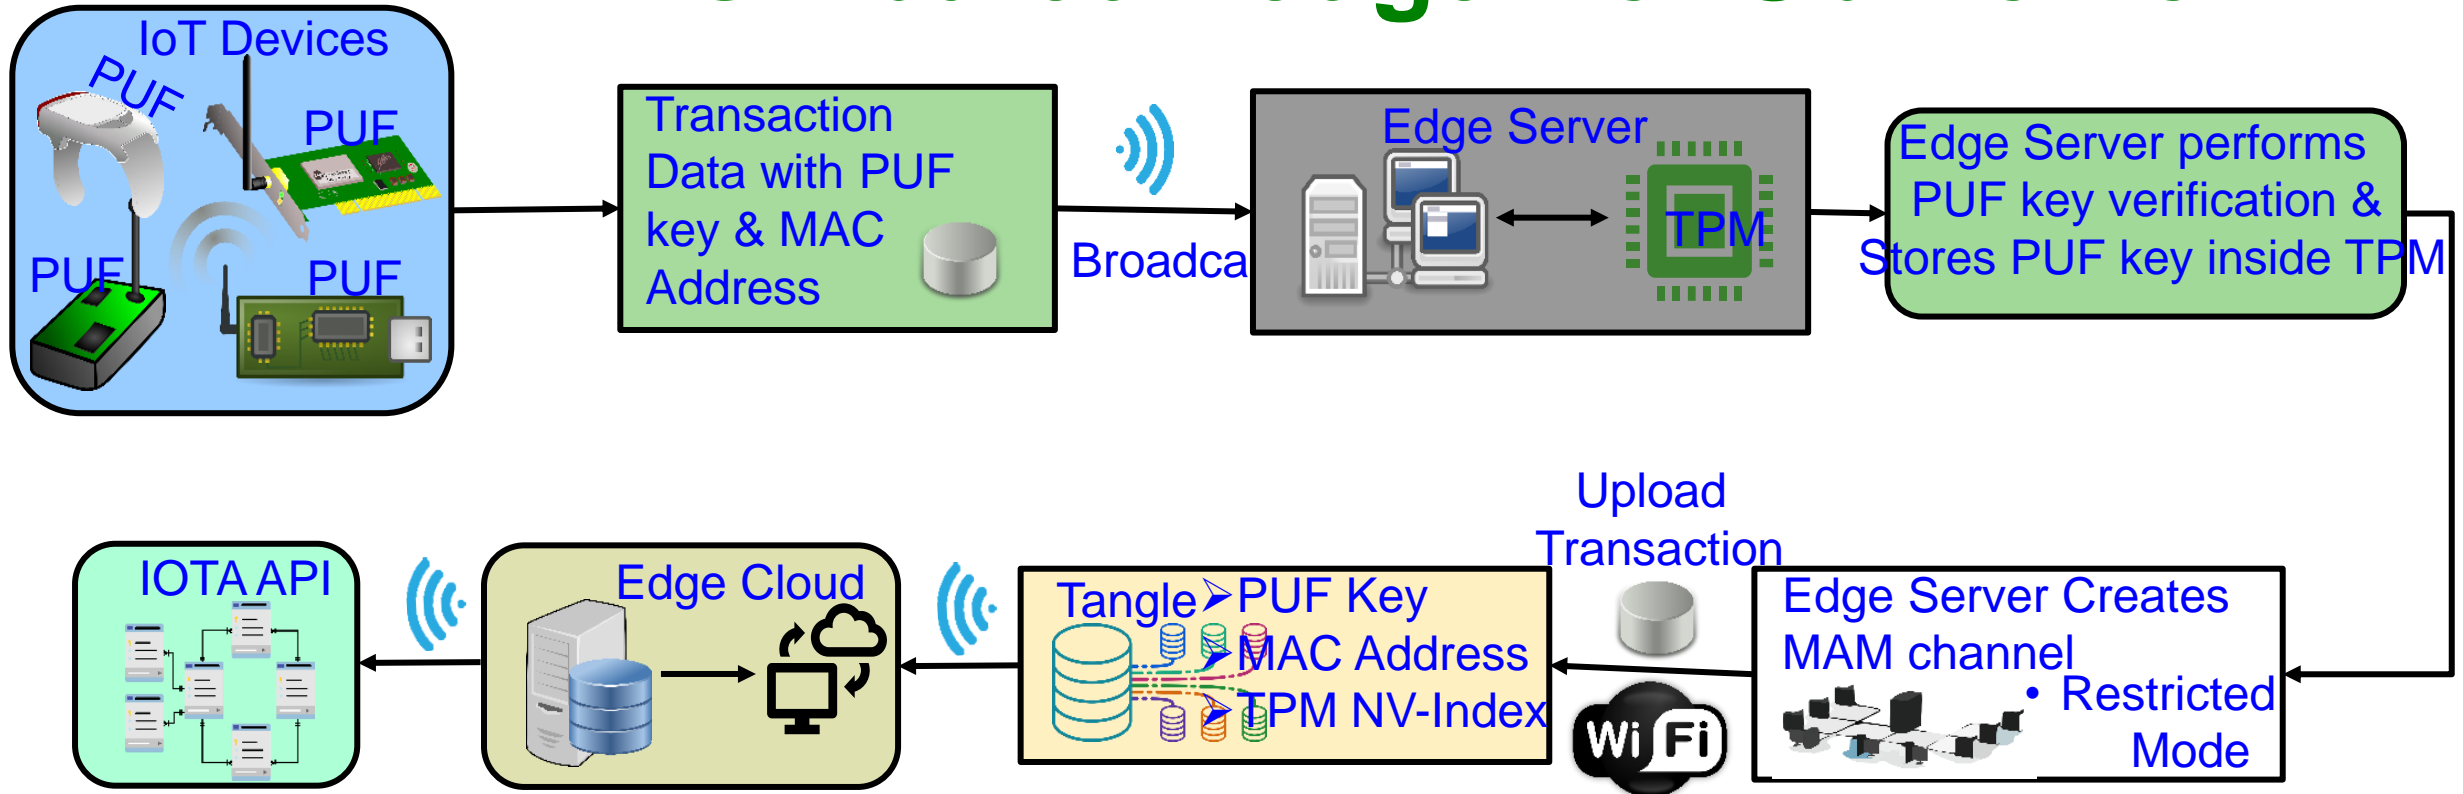 IoT Devices
PUF
PUF
PUF
PUF
Transaction
Data with PUF
key & MAC
Address
Broadca
Edge Server
TPM
Edge Server performs
PUF key verification &
Stores PUF key inside TPM
Upload
Transaction
Edge Server Creates
MAM channel
• Restricted
Mode
Wi Fi
Tangle
➢PUF Key
➢MAC Address
➢TPM NV-Index
Edge Cloud
IOTA API